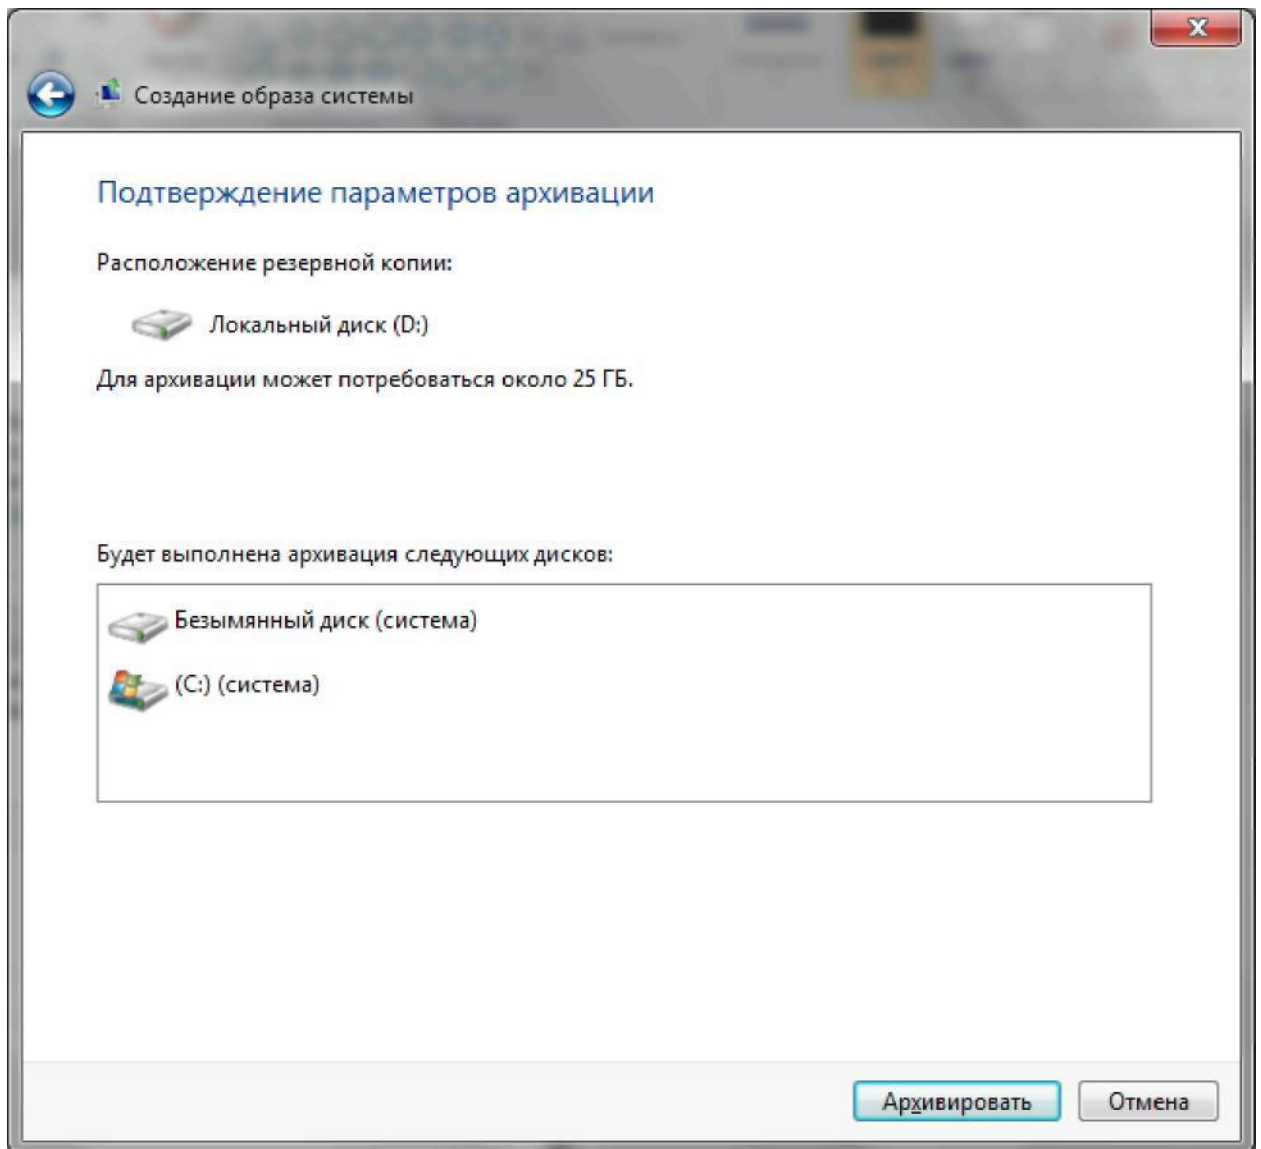 Создание образа системы
Подтверждение параметров архивации
Расположение резервной копии:
Локальный диск (D:)
Для архивации может потребоваться около 25 ГБ.
Будет выполнена архивация следующих дисков:
Безымянный диск (система)
(C:) (система)
Архивировать
Отмена